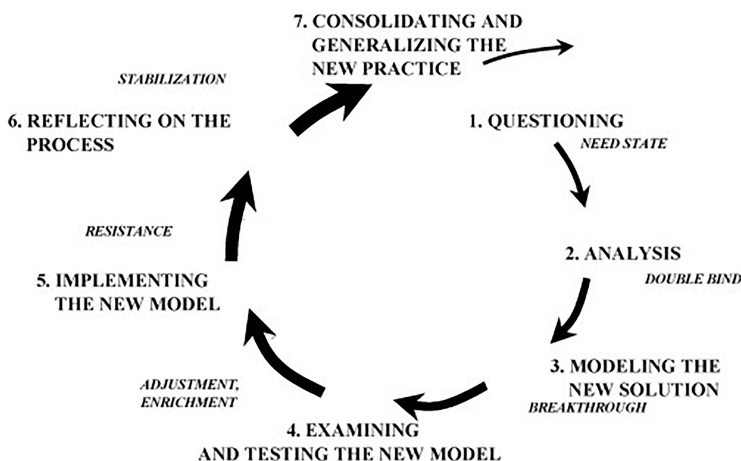 7. CONSOLIDATING AND
GENERALIZING THE
NEW PRACTICE
STABILIZATION
6. REFLECTING ON THE
PROCESS
1. QUESTIONING
NEED STATE
RESISTANCE
2. ANALYSIS
DOUBLE BIND
5. IMPLEMENTING
THE NEW MODEL
3. MODELING THE
NEW SOLUTION
BREAKTHROUGH
ADJUSTMENT,
ENRICHMENT
4. EXAMINING
AND TESTING THE NEW MODEL